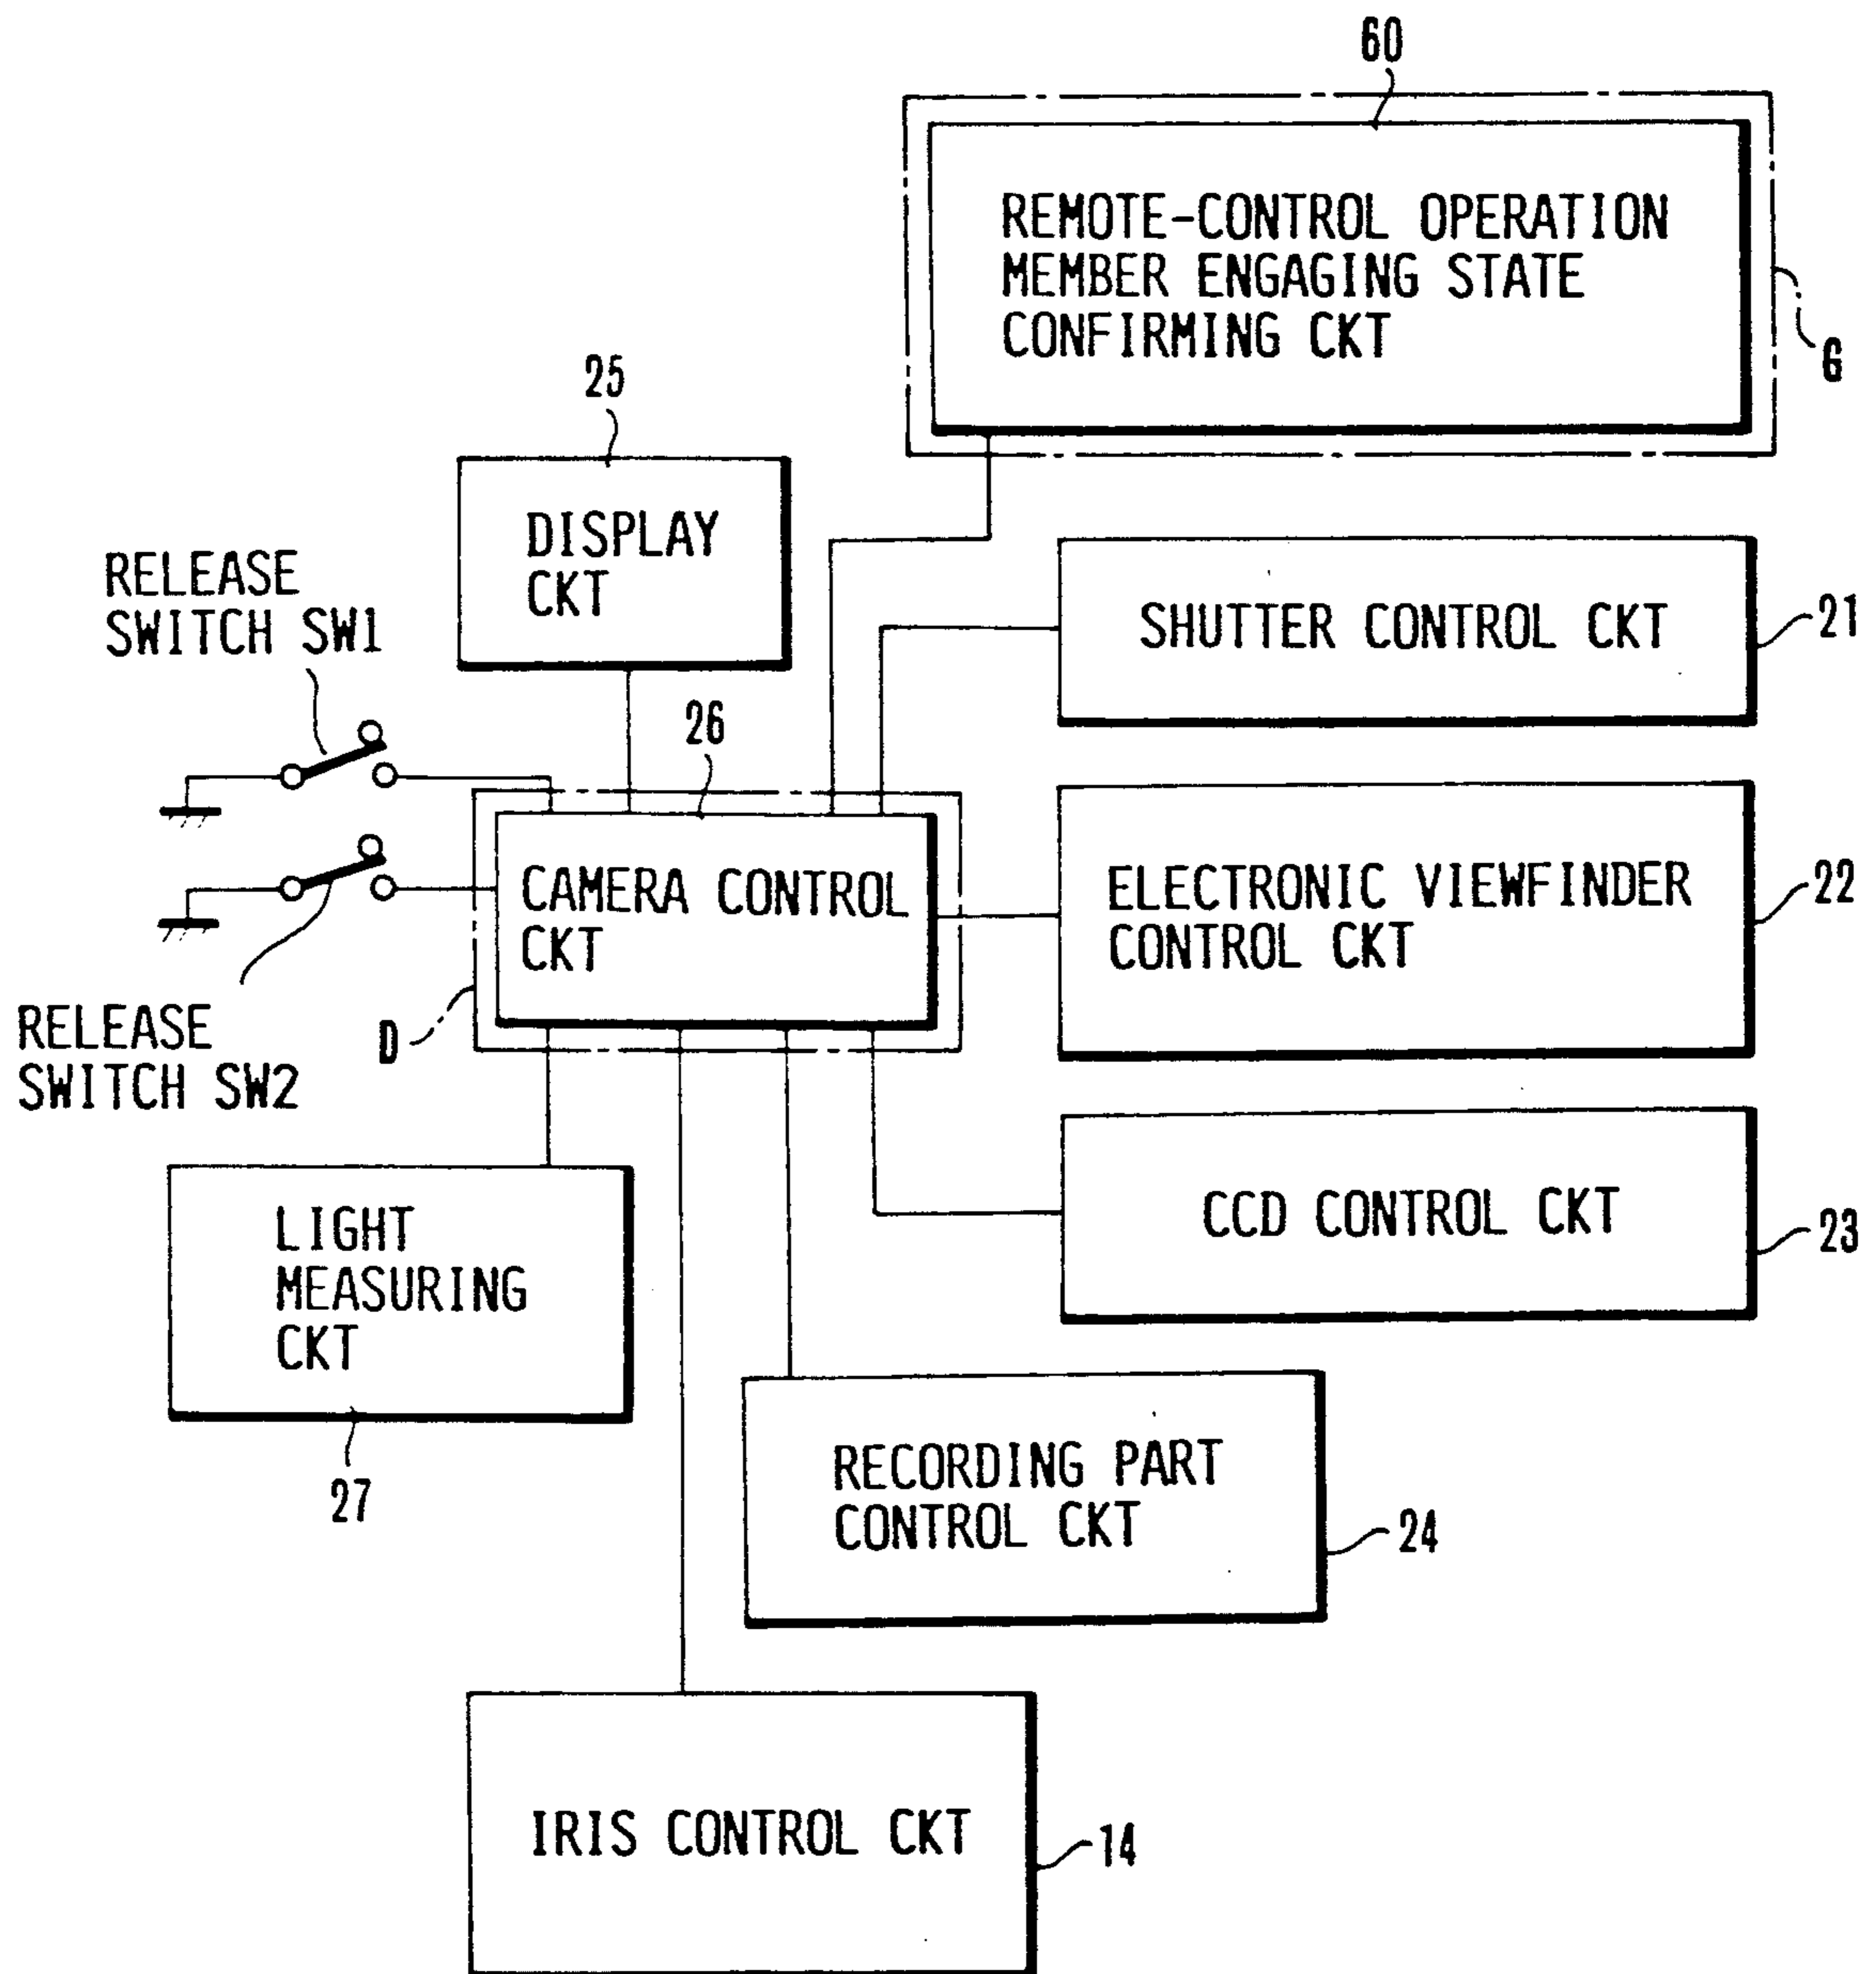 60
REMOTE-CONTROL OPERATION
MEMBER ENGAGING STATE
CONFIRMING CKT
G
25
DISPLAY
CKT
RELEASE
SWITCH SW1
SHUTTER CONTROL CKT
21
26
CAMERA CONTROL
CKT
ELECTRONIC VIEWFINDER
CONTROL CKT
22
RELEASE
SWITCH SW2
D
LIGHT
MEASURING
CKT
27
CCD CONTROL CKT
23
RECORDING PART
CONTROL CKT
24
IRIS CONTROL CKT
14